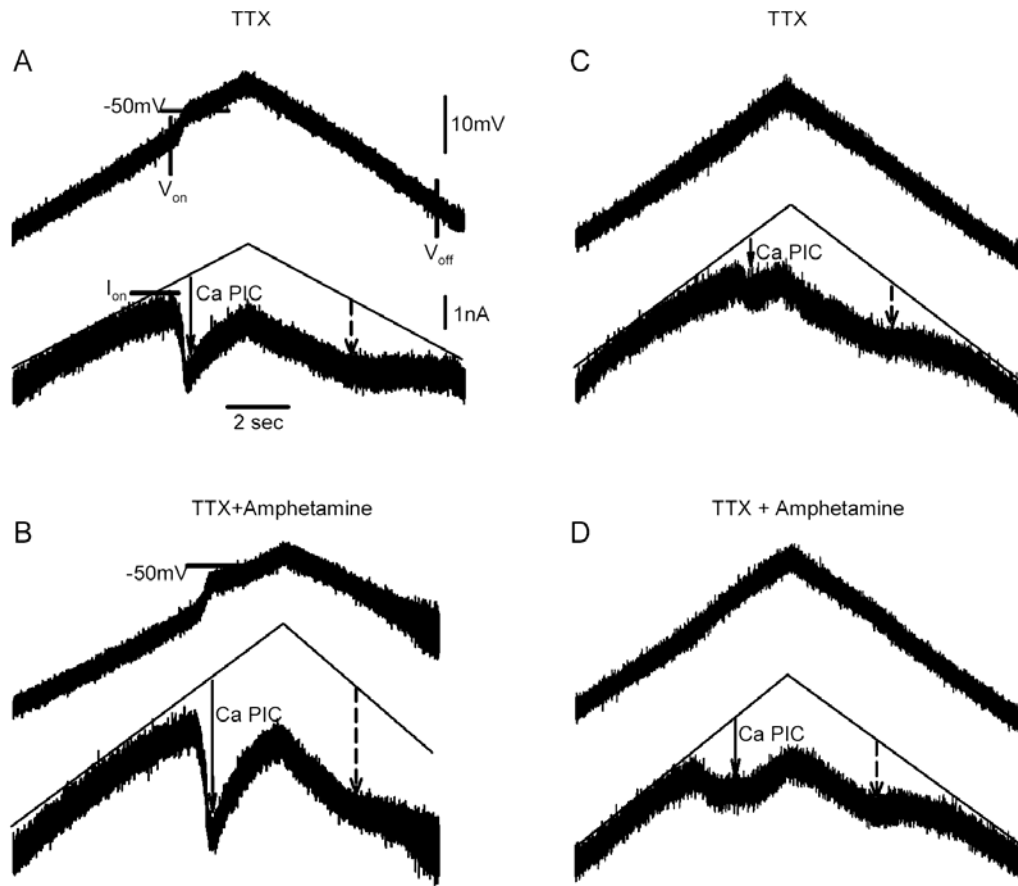 TTX
A
-50mV
10mV
Von
Voff
Ion
Ca PIC
1nA
2 sec
TTX
C
Ca PIC
TTX+Amphetamine
B
-50mV
Ca PIC
TTX + Amphetamine
D
Ca PIC